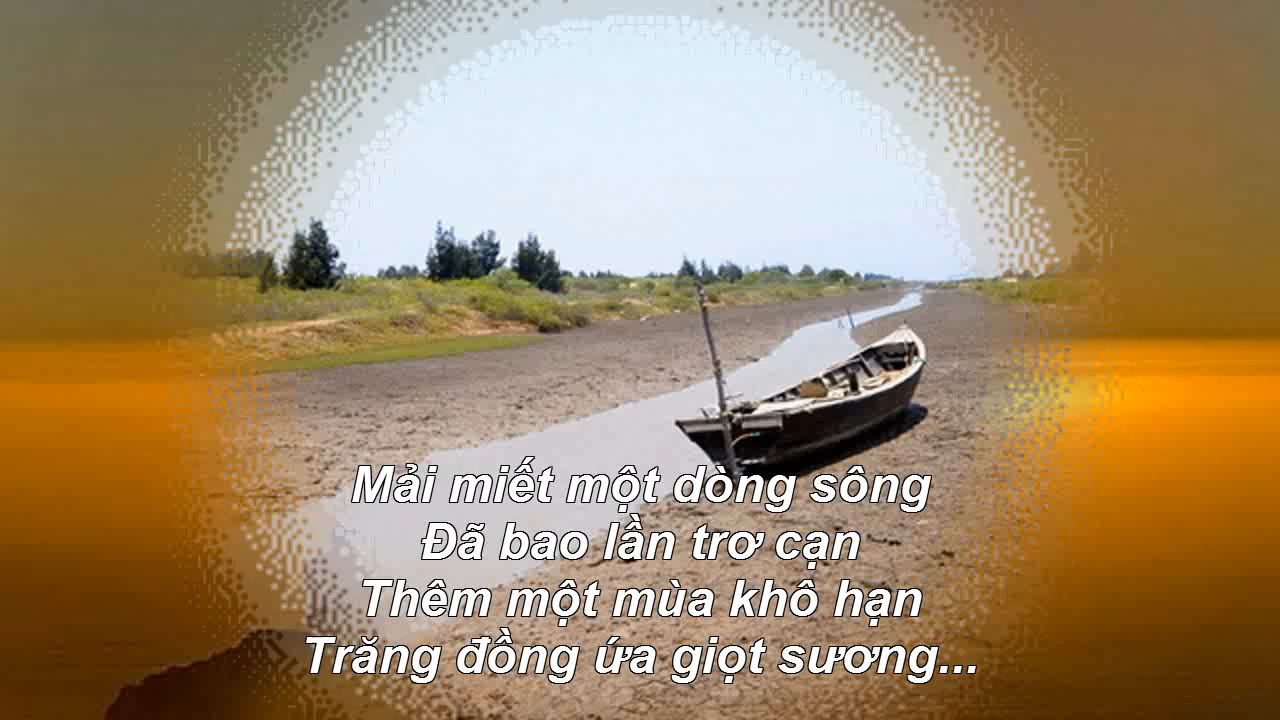 Mải miết một dòng sông
Đã bao lần trơ cạn
Thêm một mùa khô hạn
Trăng đồng ứa giọt sương...